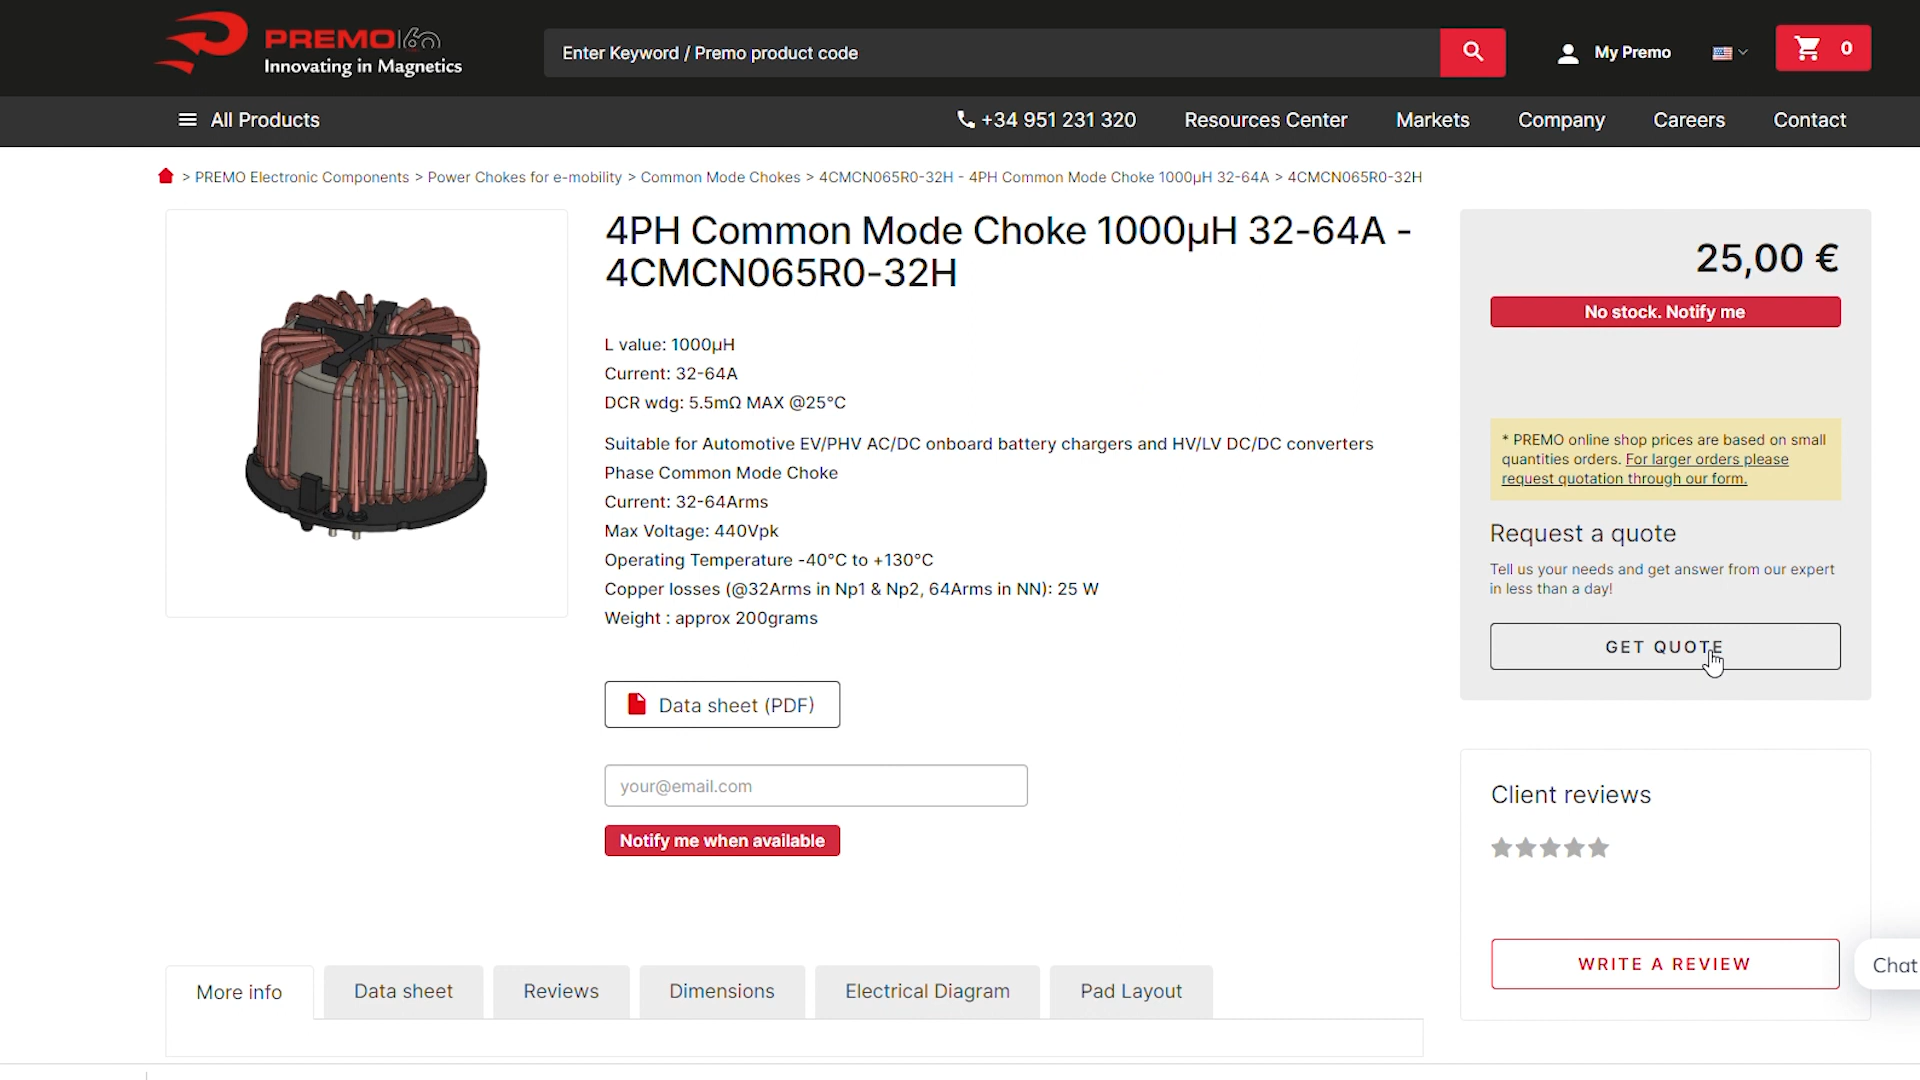 PREMO 60
Innovating in Magnetics
Enter Keyword / Premo product code
My Premo
0
All Products
+34 951 231 320
Resources Center
Markets
Company
Careers
Contact
> PREMO Electronic Components > Power Chokes for e-mobility > Common Mode Chokes > 4CMCN065R0-32H - 4PH Common Mode Choke 1000µH 32-64A > 4CMCN065R0-32H
4PH Common Mode Choke 1000µH 32-64A -
4CMCN065R0-32H
L value: 1000µH
Current: 32-64A
DCR wdg: 5.5mΩ MAX @25°C
Suitable for Automotive EV/PHV AC/DC onboard battery chargers and HV/LV DC/DC converters
Phase Common Mode Choke
Current: 32-64Arms
Max Voltage: 440Vpk
Operating Temperature -40°C to +130°C
Copper losses (@32Arms in Np1 & Np2, 64Arms in NN): 25 W
Weight : approx 200grams
Data sheet (PDF)
your@email.com
Notify me when available
25,00 €
No stock. Notify me
* PREMO online shop prices are based on small
quantities orders. For larger orders please
request quotation through our form.
Request a quote
Tell us your needs and get answer from our expert
in less than a day!
GET QUOTE
Client reviews
WRITE A REVIEW
Chat
More info
Data sheet
Reviews
Dimensions
Electrical Diagram
Pad Layout